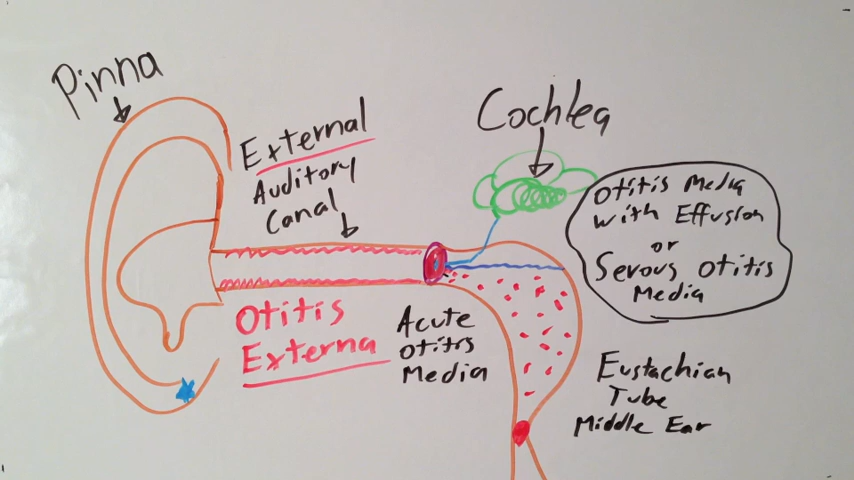 Pinna
External
Auditory
Canal
Cochlea
Otitis Media
with Effusion
or
Serous Otitis
Media
Otitis
Externa
Acute
Otitis
Media
Eustachian
Tube
Middle Ear